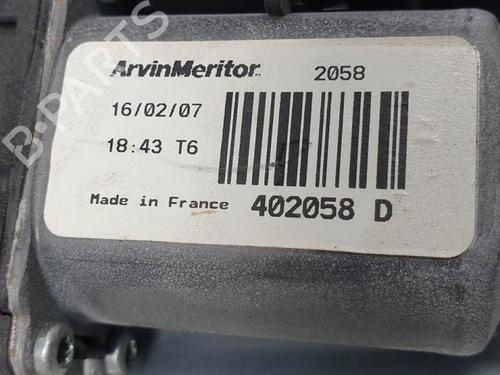 ArvinMeritor 2058
16/02/07
18:43 T6
Made in France 402058 D
B-PARTS